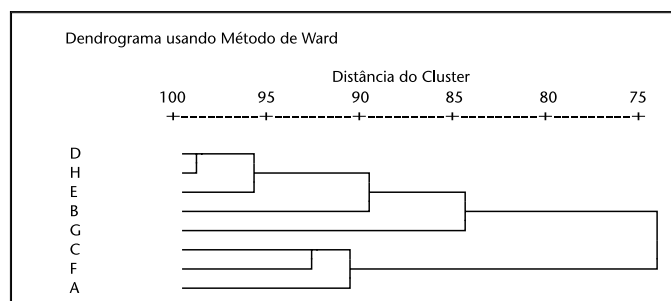 Dendrograma usando Método de Ward
Distância do Cluster
100 95 90 85 80 75
D
H
E
B
G
C
F
A